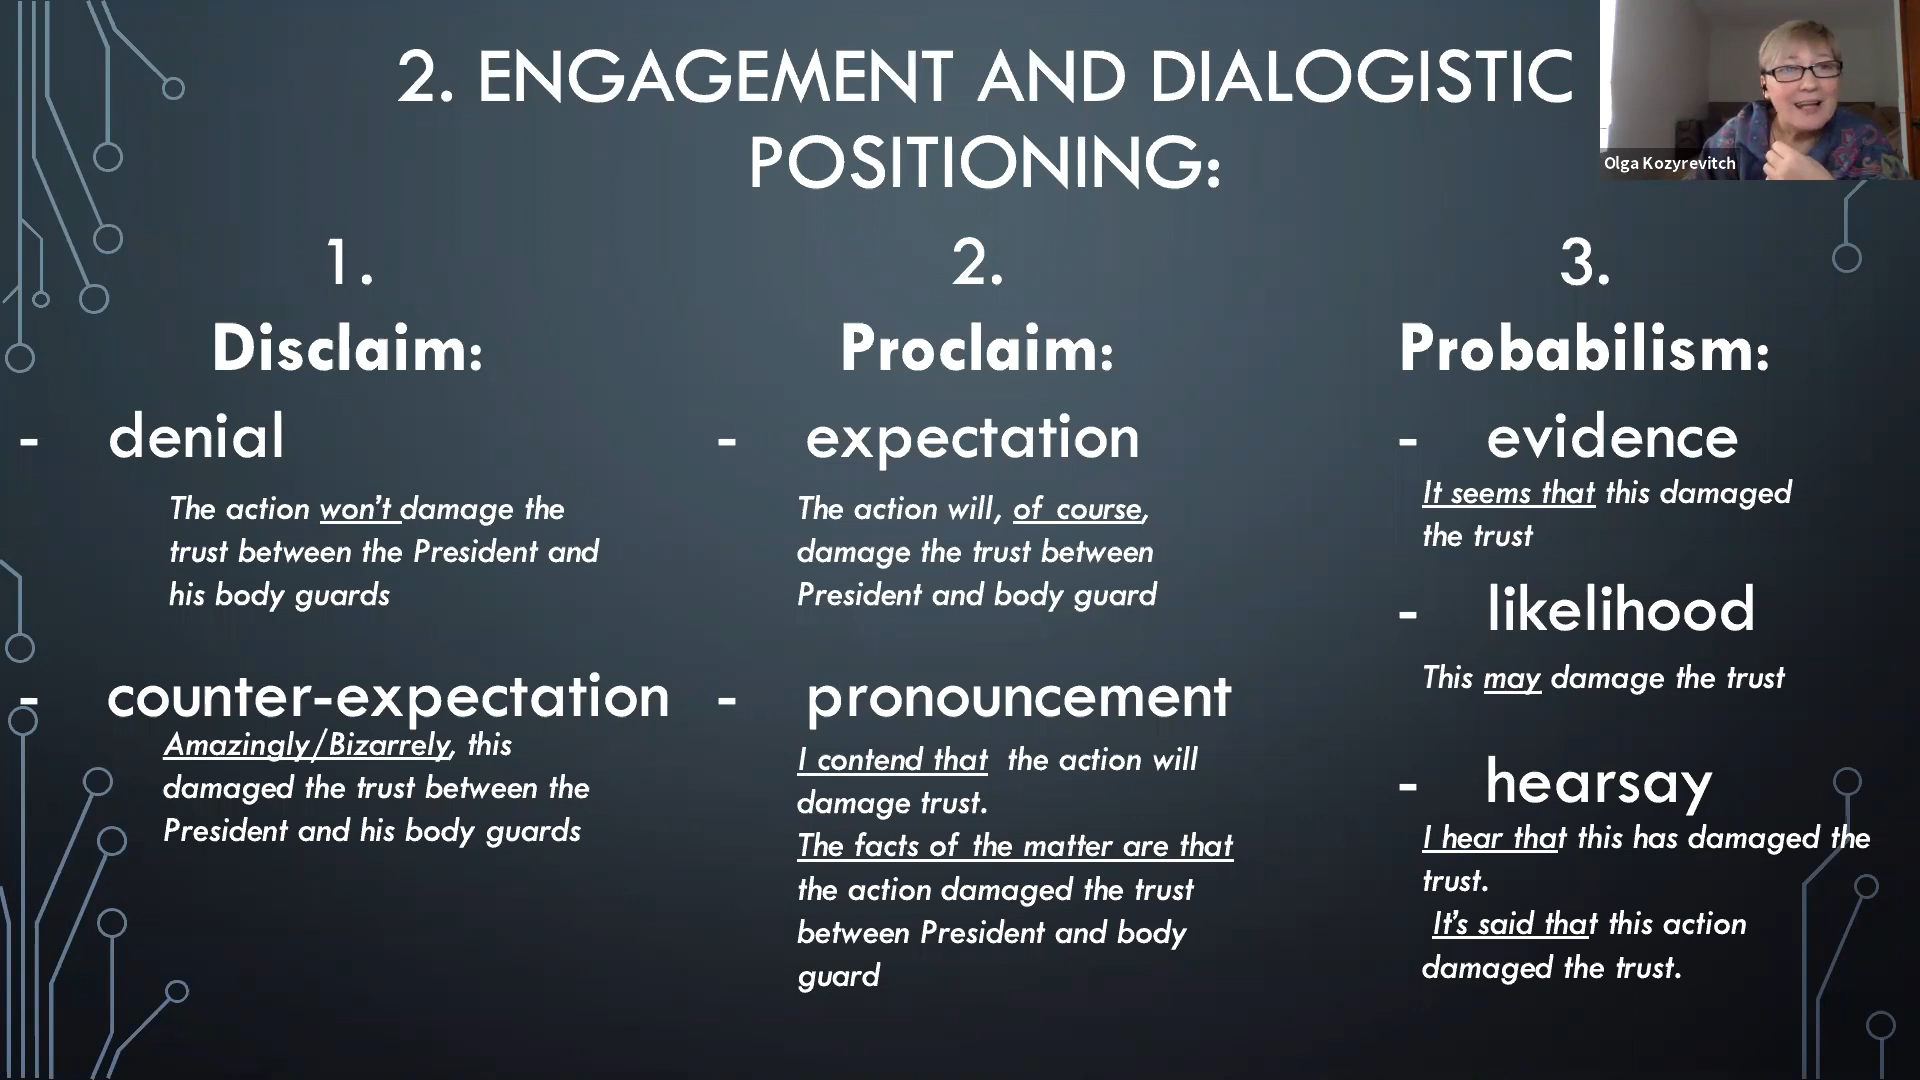 2. ENGAGEMENT AND DIALOGISTIC
POSITIONING:
Olga Kozyrevitch
1.
Disclaim:
- denial
The action won't damage the
trust between the President and
his body guards
- counter-expectation
Amazingly/Bizarrely, this
damaged the trust between the
President and his body guards
2.
Proclaim:
- expectation
The action will, of course,
damage the trust between
President and body guard
- pronouncement
I contend that the action will
damage trust.
The facts of the matter are that
the action damaged the trust
between President and body
guard
3.
Probabilism:
- evidence
It seems that this damaged
the trust
- likelihood
This may damage the trust
- hearsay
I hear that this has damaged the
trust.
It's said that this action
damaged the trust.